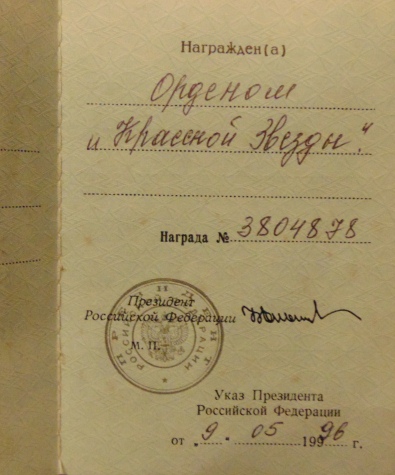 Награжден(а)
Орденом
„Красной Звезды".
Награда № 3804878
Президент
Российской Федерации
М. П.
Указ Президента
Российской Федерации
от „9." 05 1996 г.